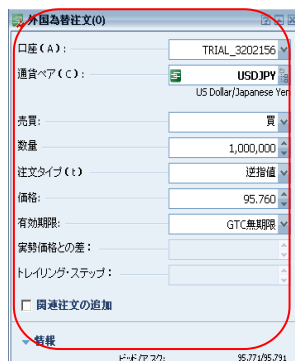 外国為替注文(0)
口座(A): TRIAL_3202156
通貨ペア(C): USDJPY
US Dollar/Japanese Yen
売買: 買
数量 1,000,000
注文タイプ(t) 逆指値
価格: 95.760
有効期限: GTC無期限
実勢価格との差:
トレイリング・ステップ:
関連注文の追加
情報
ビッド/アスク: 95.771/95.791